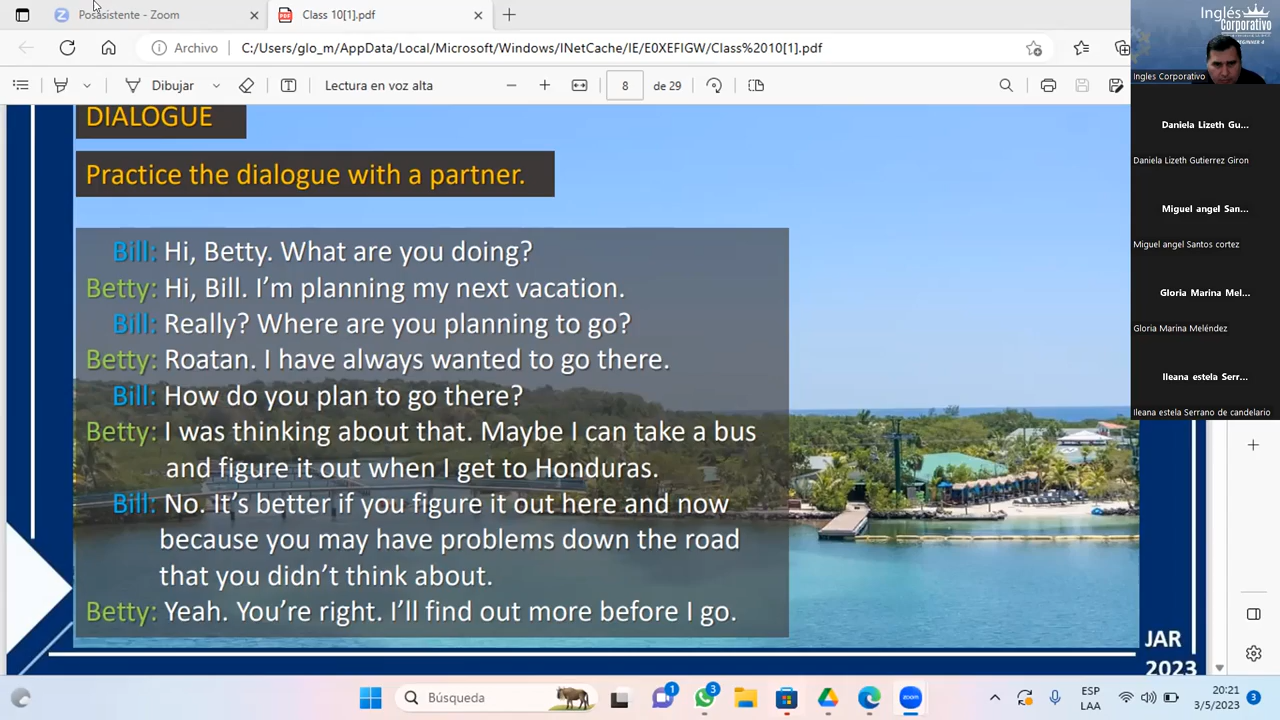 Posasistente - Zoom
Class 10[1].pdf
Archivo
C:/Users/glo_m/AppData/Local/Microsoft/Windows/INetCache/IE/E0XEFIGW/Class%2010[1].pdf
Dibujar
Lectura en voz alta
8
de 29
DIALOGUE
Practice the dialogue with a partner.
Bill: Hi, Betty. What are you doing?
Betty: Hi, Bill. I'm planning my next vacation.
Bill: Really? Where are you planning to go?
Betty: Roatan. I have always wanted to go there.
Bill: How do you plan to go there?
Betty: I was thinking about that. Maybe I can take a bus
and figure it out when I get to Honduras.
Bill: No. It's better if you figure it out here and now
because you may have problems down the road
that you didn't think about.
Betty: Yeah. You're right. I'll find out more before I go.
JAR
2023
Inglés
Corporativo
Ingles Corporativo
Daniela Lizeth Gu...
Daniela Lizeth Gutierrez Giron
Miguel angel San...
Miguel angel Santos cortez
Gloria Marina Mel...
Gloria Marina Meléndez
Ileana estela Serr...
Ileana estela Serrano de candelario
Búsqueda
1
3
ESP
LAA
20:21
3/5/2023
3